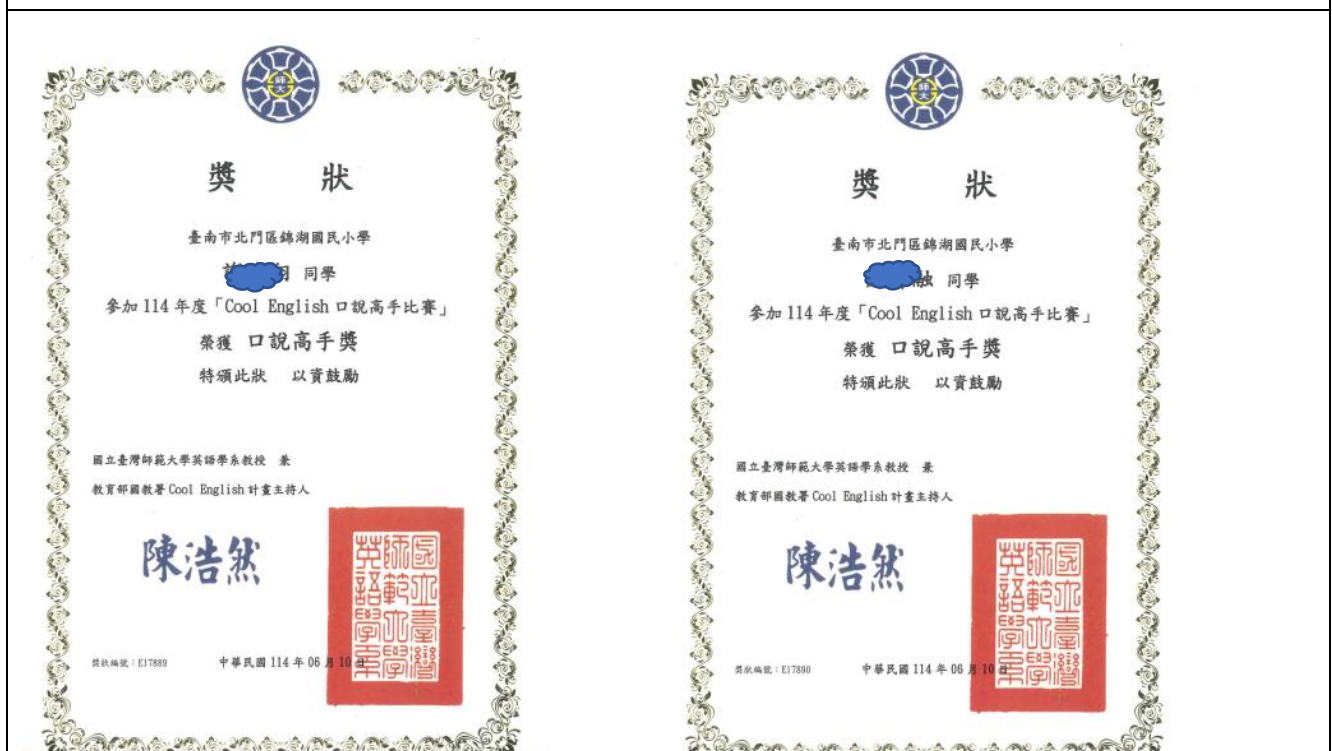 師大
獎 狀
臺南市北門區錦湖國民小學
同學
參加 114 年度「Cool English 口說高手比賽」
榮獲 口說高手獎
特頒此狀 以資鼓勵
國立臺灣師範大學英語學系教授 兼
教育部國教署 Cool English 計畫主持人
陳浩然
國立臺灣師範大學英語學系
獎狀編號：E17889 中華民國 114 年 06 月 10 日
師大
獎 狀
臺南市北門區錦湖國民小學
融 同學
參加 114 年度「Cool English 口說高手比賽」
榮獲 口說高手獎
特頒此狀 以資鼓勵
國立臺灣師範大學英語學系教授 兼
教育部國教署 Cool English 計畫主持人
陳浩然
國立臺灣師範大學英語學系
獎狀編號：E17890 中華民國 114 年 06 月 10 日